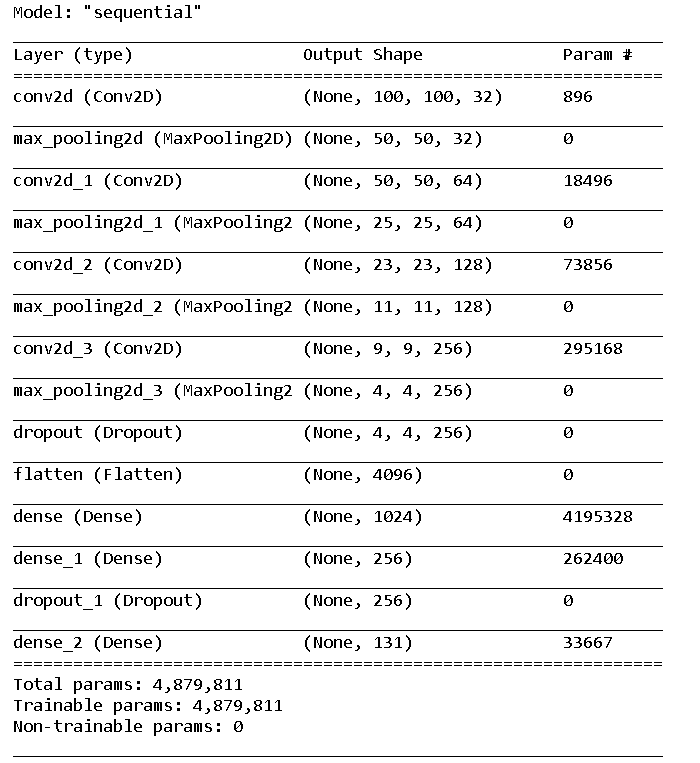 Model: "sequential"
Layer (type) Output Shape Param #
=================================================================
conv2d (Conv2D) (None, 100, 100, 32) 896
max_pooling2d (MaxPooling2D) (None, 50, 50, 32) 0
conv2d_1 (Conv2D) (None, 50, 50, 64) 18496
max_pooling2d_1 (MaxPooling2 (None, 25, 25, 64) 0
conv2d_2 (Conv2D) (None, 23, 23, 128) 73856
max_pooling2d_2 (MaxPooling2 (None, 11, 11, 128) 0
conv2d_3 (Conv2D) (None, 9, 9, 256) 295168
max_pooling2d_3 (MaxPooling2 (None, 4, 4, 256) 0
dropout (Dropout) (None, 4, 4, 256) 0
flatten (Flatten) (None, 4096) 0
dense (Dense) (None, 1024) 4195328
dense_1 (Dense) (None, 256) 262400
dropout_1 (Dropout) (None, 256) 0
dense_2 (Dense) (None, 131) 33667
=================================================================
Total params: 4,879,811
Trainable params: 4,879,811
Non-trainable params: 0